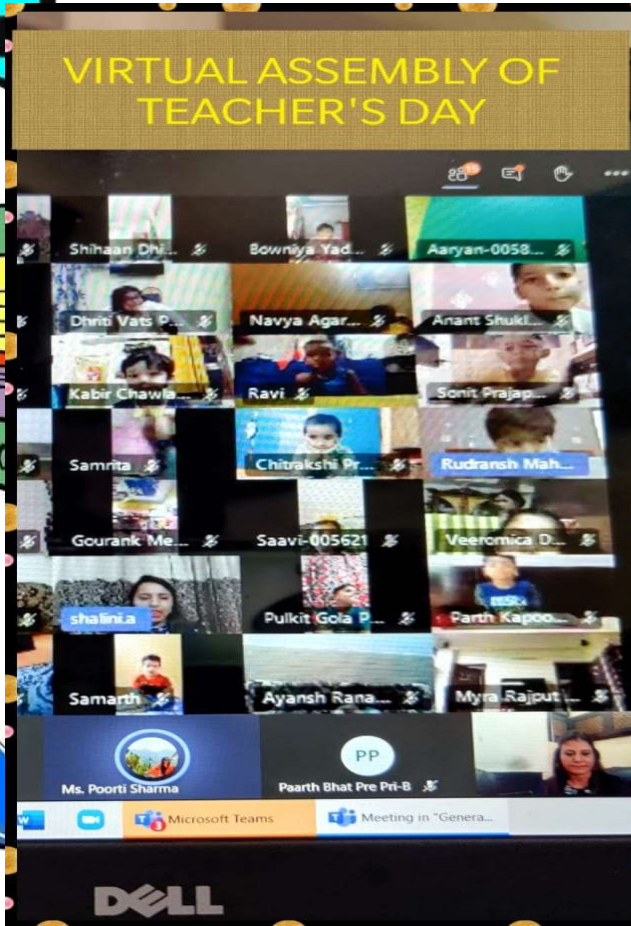 VIRTUAL ASSEMBLY OF
TEACHER'S DAY
15
Shihaan Dhi...
Bowniya Yad...
Aaryan-0058...
Dhriti Vats P...
Navya Agar...
Anant Shukl...
Kabir Chawla...
Ravi
Sonit Prajap...
Samrita
Chitrakshi Pr...
Rudransh Mah...
Gourank Me...
Saavi-005621
Veeromica D...
shalini.a
Pulkit Gola P...
Parth Kapoo...
Samarth
Ayansh Rana...
Myra Rajput ...
PP
Ms. Poorti Sharma
Paarth Bhat Pre Pri-B
W
T
3
Microsoft Teams
Meeting in "Genera...
DELL